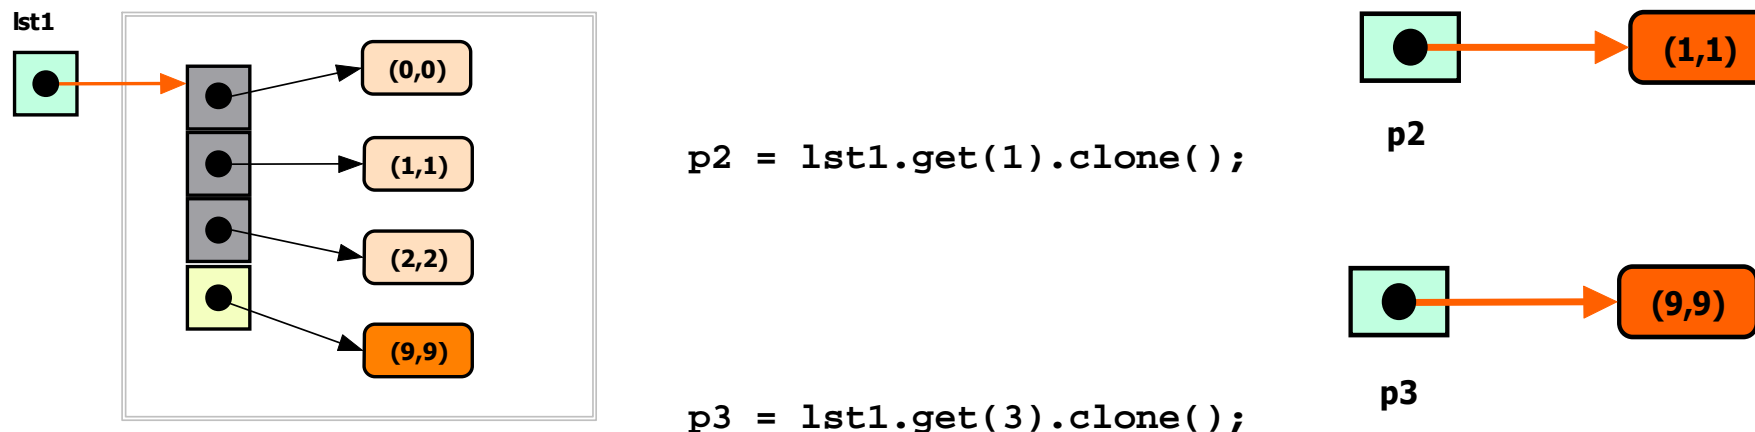 lst1
(0,0)
(1,1)
(2,2)
(9,9)
p2 = lst1.get(1).clone();
p3 = lst1.get(3).clone();
(1,1)
p2
(9,9)
p3